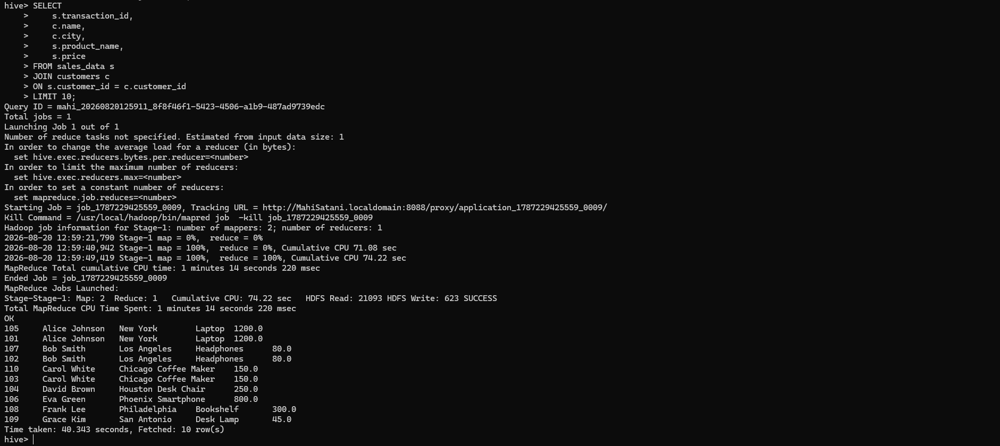 hive> SELECT
    >     s.transaction_id,
    >     c.name,
    >     c.city,
    >     s.product_name,
    >     s.price
    > FROM sales_data s
    > JOIN customers c
    > ON s.customer_id = c.customer_id
    > LIMIT 10;
Query ID = mahi_20260820125911_8f8f46f1-5423-4506-a1b9-487ad9739edc
Total jobs = 1
Launching Job 1 out of 1
Number of reduce tasks not specified. Estimated from input data size: 1
In order to change the average load for a reducer (in bytes):
  set hive.exec.reducers.bytes.per.reducer=<number>
In order to limit the maximum number of reducers:
  set hive.exec.reducers.max=<number>
In order to set a constant number of reducers:
  set mapreduce.job.reduces=<number>
Starting Job = job_1787229425559_0009, Tracking URL = http://MahiSatani.localdomain:8088/proxy/application_1787229425559_0009/
Kill Command = /usr/local/hadoop/bin/mapred job  -kill job_1787229425559_0009
Hadoop job information for Stage-1: number of mappers: 2; number of reducers: 1
2026-08-20 12:59:21,790 Stage-1 map = 0%,  reduce = 0%
2026-08-20 12:59:40,942 Stage-1 map = 100%,  reduce = 0%, Cumulative CPU 71.08 sec
2026-08-20 12:59:49,419 Stage-1 map = 100%,  reduce = 100%, Cumulative CPU 74.22 sec
MapReduce Total cumulative CPU time: 1 minutes 14 seconds 220 msec
Ended Job = job_1787229425559_0009
MapReduce Jobs Launched:
Stage-Stage-1: Map: 2  Reduce: 1   Cumulative CPU: 74.22 sec   HDFS Read: 21093 HDFS Write: 623 SUCCESS
Total MapReduce CPU Time Spent: 1 minutes 14 seconds 220 msec
OK
105     Alice Johnson   New York        Laptop  1200.0
101     Alice Johnson   New York        Laptop  1200.0
107     Bob Smith       Los Angeles     Headphones      80.0
102     Bob Smith       Los Angeles     Headphones      80.0
110     Carol White     Chicago Coffee Maker    150.0
103     Carol White     Chicago Coffee Maker    150.0
104     David Brown     Houston Desk Chair      250.0
106     Eva Green       Phoenix Smartphone      800.0
108     Frank Lee       Philadelphia    Bookshelf       300.0
109     Grace Kim       San Antonio     Desk Lamp       45.0
Time taken: 40.343 seconds, Fetched: 10 row(s)
hive>